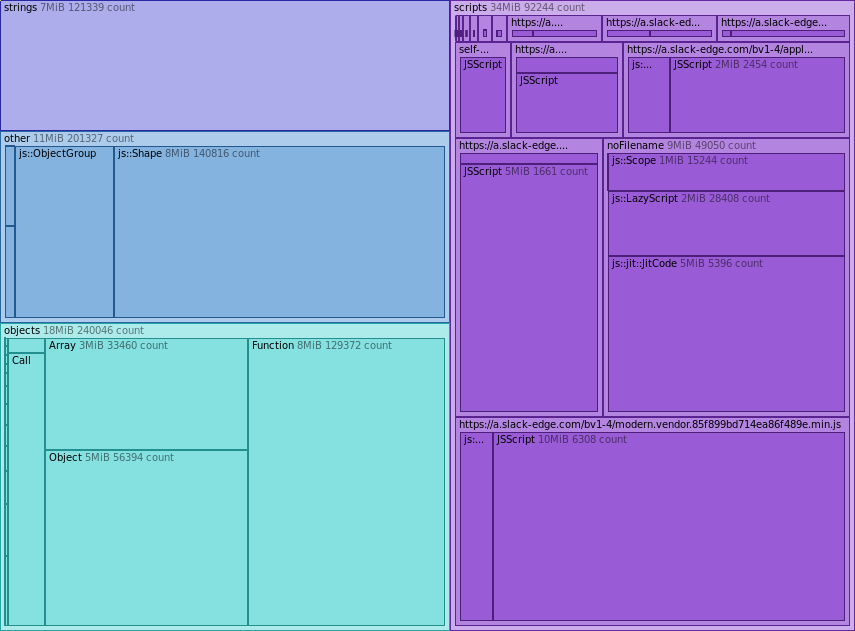 strings 7MiB 121339 count
other 11MiB 201327 count
js::ObjectGroup
js::Shape 8MiB 140816 count
objects 18MiB 240046 count
Call
Array 3MiB 33460 count
Object 5MiB 56394 count
Function 8MiB 129372 count
scripts 34MiB 92244 count
https://a....
https://a.slack-ed...
https://a.slack-edge...
self-...
JSScript
https://a....
JSScript
https://a.slack-edge.com/bv1-4/appl...
js:...
JSScript 2MiB 2454 count
https://a.slack-edge....
JSScript 5MiB 1661 count
noFilename 9MiB 49050 count
js::Scope 1MiB 15244 count
js::LazyScript 2MiB 28408 count
js::jit::JitCode 5MiB 5396 count
https://a.slack-edge.com/bv1-4/modern.vendor.85f899bd714ea86f489e.min.js
js:...
JSScript 10MiB 6308 count